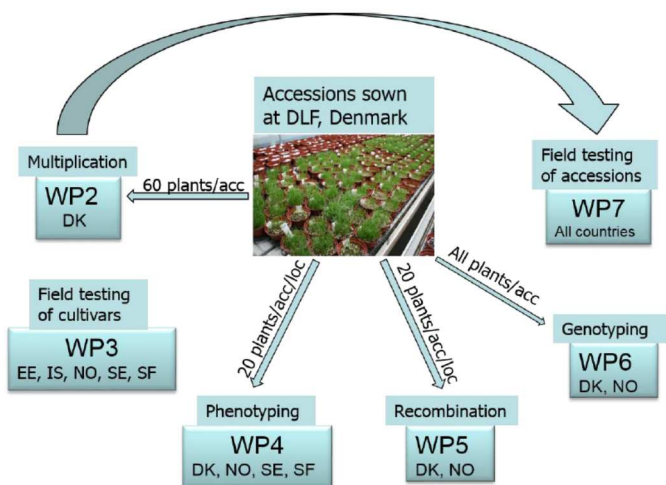 Accessions sown
at DLF, Denmark
Multiplication
WP2
DK
60 plants/acc
Field testing
of accessions
WP7
All countries
Field testing
of cultivars
WP3
EE, IS, NO, SE, SF
20 plants/acc/loc
20 plants/acc/loc
All plants/acc
Genotyping
WP6
DK, NO
Phenotyping
WP4
DK, NO, SE, SF
Recombination
WP5
DK, NO